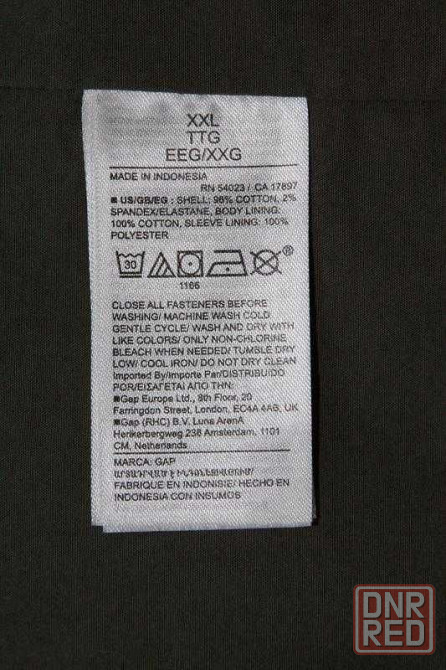 XXL
TTG
EEG/XXG
MADE IN INDONESIA
RN 54023 / CA 17897
■ US/GB/EG : SHELL: 98% COTTON, 2%
SPANDEX/ELASTANE, BODY LINING:
100% COTTON, SLEEVE LINING: 100%
POLYESTER
30
®
1166
CLOSE ALL FASTENERS BEFORE
WASHING/ MACHINE WASH COLD
GENTLE CYCLE/ WASH AND DRY WITH
LIKE COLORS/ ONLY NON-CHLORINE
BLEACH WHEN NEEDED/ TUMBLE DRY
LOW/ COOL IRON/ DO NOT DRY CLEAN
Imported By/Importe Par/DISTRIBUIDO
POR/ΕΙΣΑΓΕΤΑΙ ΑΠΟ ΤΗΝ:
■Gap Europe Ltd., 8th Floor, 20
Farringdon Street, London, EC4A 4AB, UK
■Gap (RHC) B.V. Luna ArenA
Herikerbergweg 238 Amsterdam, 1101
CM, Netherlands
MARCA: GAP
FABRIQUE EN INDONISIE/ HECHO EN
INDONESIA CON INSUMOS
DNR
RED